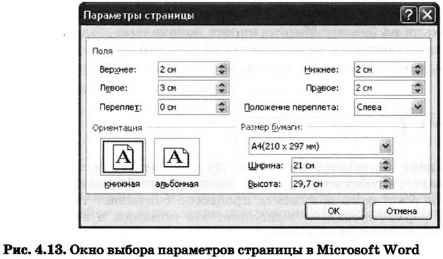 Параметры страницы
Поля
Верхнее: 2 см Нижнее: 2 см
Левое: 3 см Правое: 2 см
Переплет: 0 см Положение переплета: Слева
Ориентация Размер бумаги:
A4(210 x 297 мм)
Ширина: 21 см
Высота: 29,7 см
книжная альбомная
OK Отмена
Рис. 4.13. Окно выбора параметров страницы в Microsoft Word